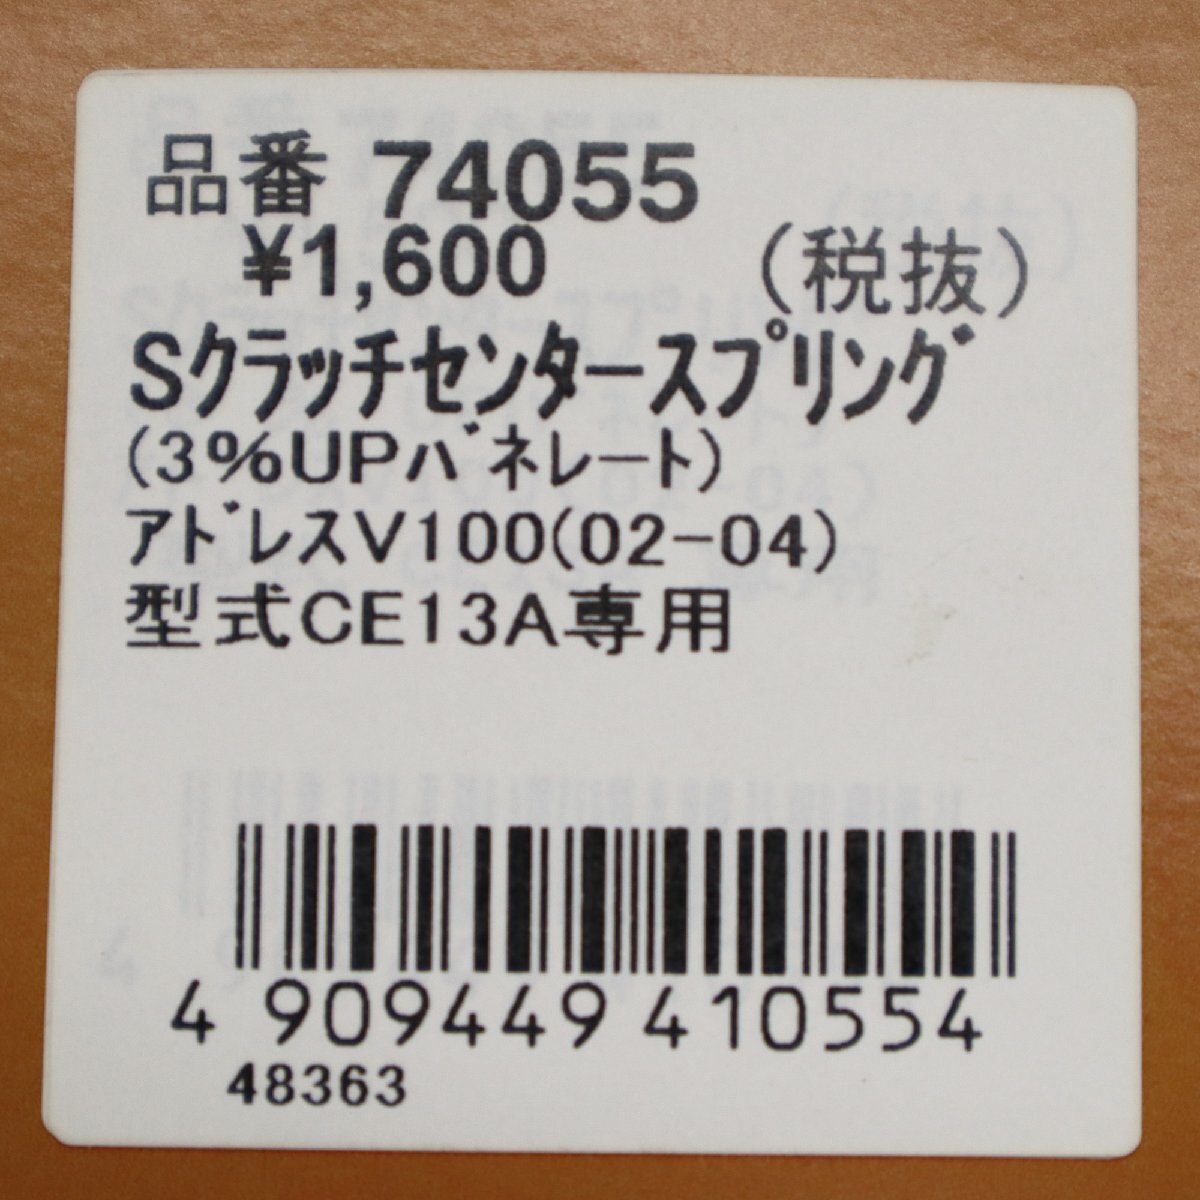 品番 74055
¥1,600 (税抜)
Sクラッチセンタースプリング
(3%UPバネレート)
アドレスV100(02-04)
型式CE13A専用
4 909449 410554
48363